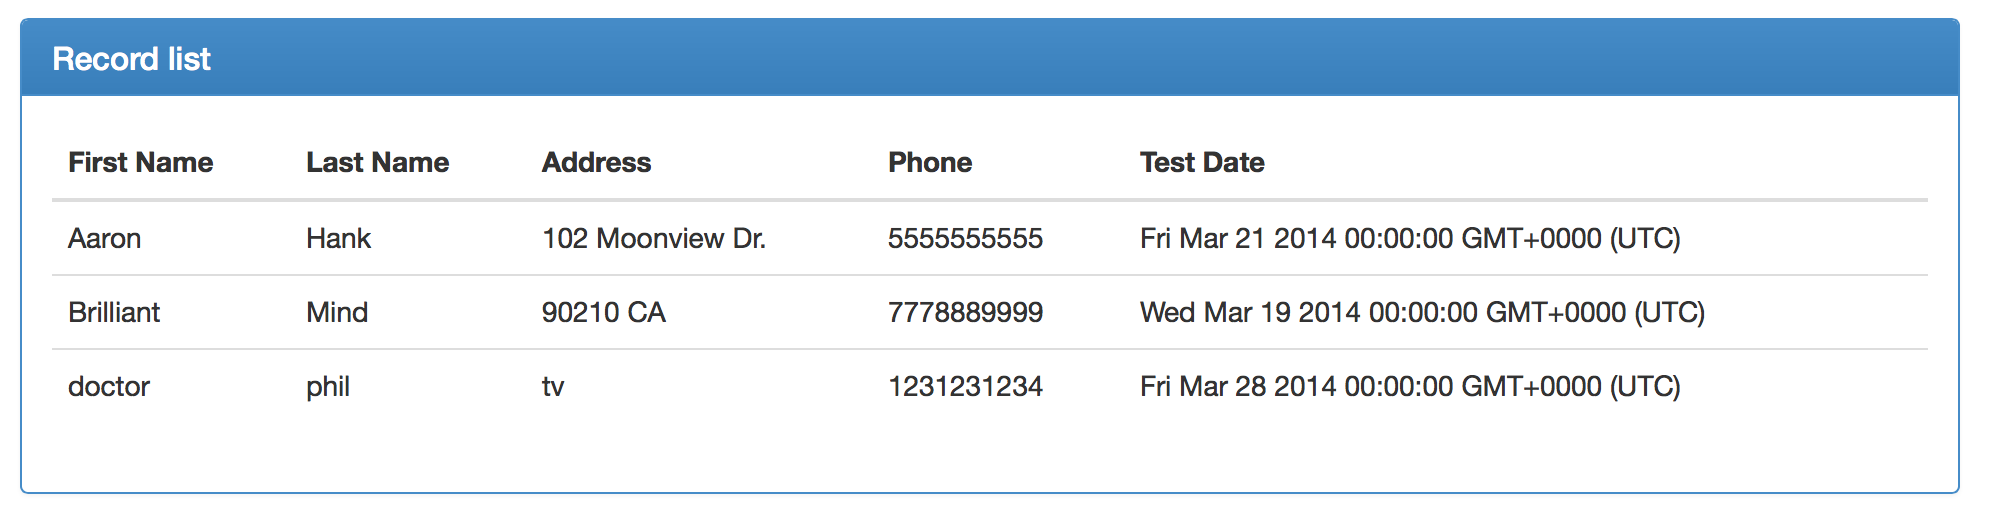 Record list
First Name Last Name Address Phone Test Date
Aaron Hank 102 Moonview Dr. 5555555555 Fri Mar 21 2014 00:00:00 GMT+0000 (UTC)
Brilliant Mind 90210 CA 7778889999 Wed Mar 19 2014 00:00:00 GMT+0000 (UTC)
doctor phil tv 1231231234 Fri Mar 28 2014 00:00:00 GMT+0000 (UTC)